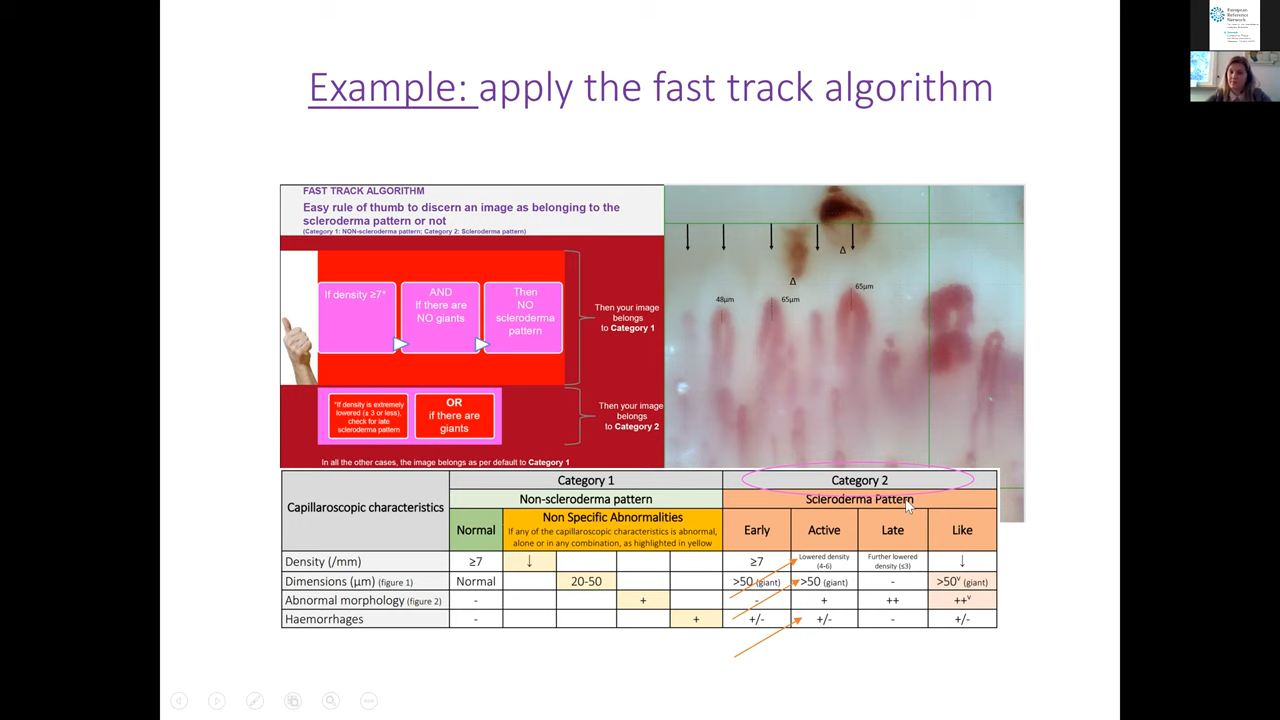 European
Reference
Network
Example: apply the fast track algorithm
FAST TRACK ALGORITHM
Easy rule of thumb to discern an image as belonging to the
scleroderma pattern or not
(Category 1: NON-scleroderma pattern; Category 2: Scleroderma pattern)
If density ≥7*
AND
If there are
NO giants
Then
NO
scleroderma
pattern
Then your image
belongs
to Category 1
*If density is extremely
lowered (± 3 or less),
check for late
scleroderma pattern
OR
if there are
giants
Then your image
belongs
to Category 2
In all the other cases, the image belongs as per default to Category 1
Δ
Δ
48µm
65µm
65µm
Capillaroscopic characteristics
Category 1
Category 2
Non-scleroderma pattern
Scleroderma Pattern
Normal
Non Specific Abnormalities
If any of the capillaroscopic characteristics is abnormal,
alone or in any combination, as highlighted in yellow
Early
Active
Late
Like
Density (/mm) ≥7 ↓ ≥7 Lowered density (4-6) Further lowered density (≤3) ↓
Dimensions (µm) (figure 1) Normal 20-50 >50 (giant) >50 (giant) - >50ᵛ (giant)
Abnormal morphology (figure 2) - + - + ++ ++ᵛ
Haemorrhages - + +/- +/- - +/-